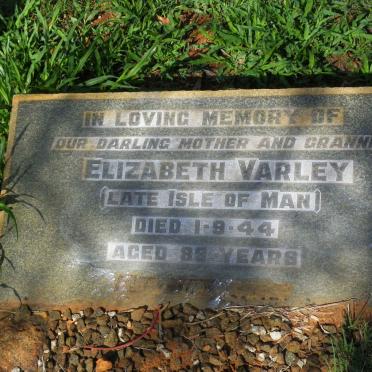 IN LOVING MEMORY OF
OUR DARLING MOTHER AND GRANNIE
ELIZABETH VARLEY
(LATE ISLE OF MAN)
DIED 1-9-44
AGED YEARS